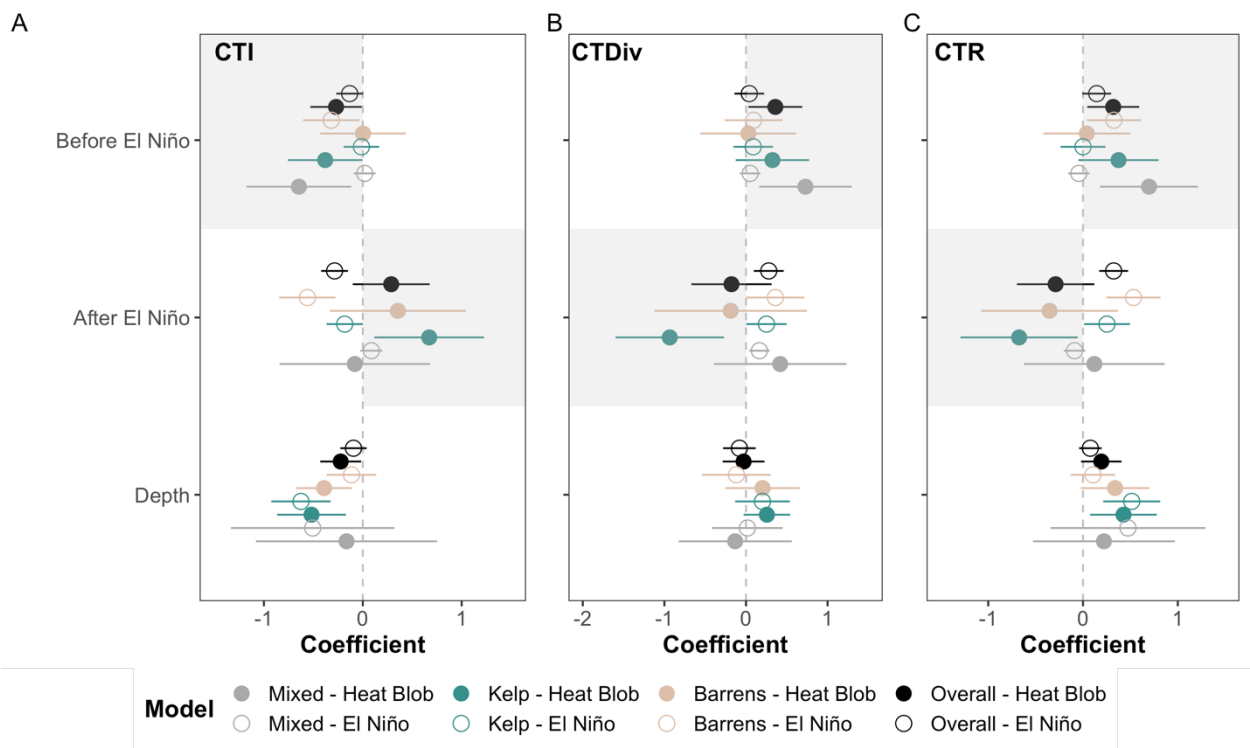 A
B
C
CTI
CTDiv
CTR
Before El Niño
After El Niño
Depth
-1 0 1
-2 -1 0 1
-1 0 1
Coefficient Coefficient Coefficient
Model
Mixed - Heat Blob Kelp - Heat Blob Barrens - Heat Blob Overall - Heat Blob
Mixed - El Niño Kelp - El Niño Barrens - El Niño Overall - El Niño